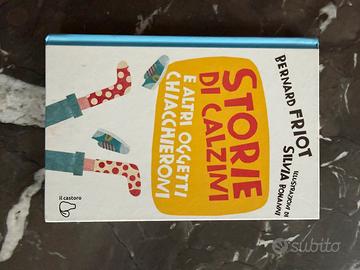 BERNARD FRIOT
STORIE
DI CALZINI
E ALTRI OGGETTI
CHIACCHIERONI
ILLUSTRAZIONI DI
SILVIA BONANNI
il castoro
subito